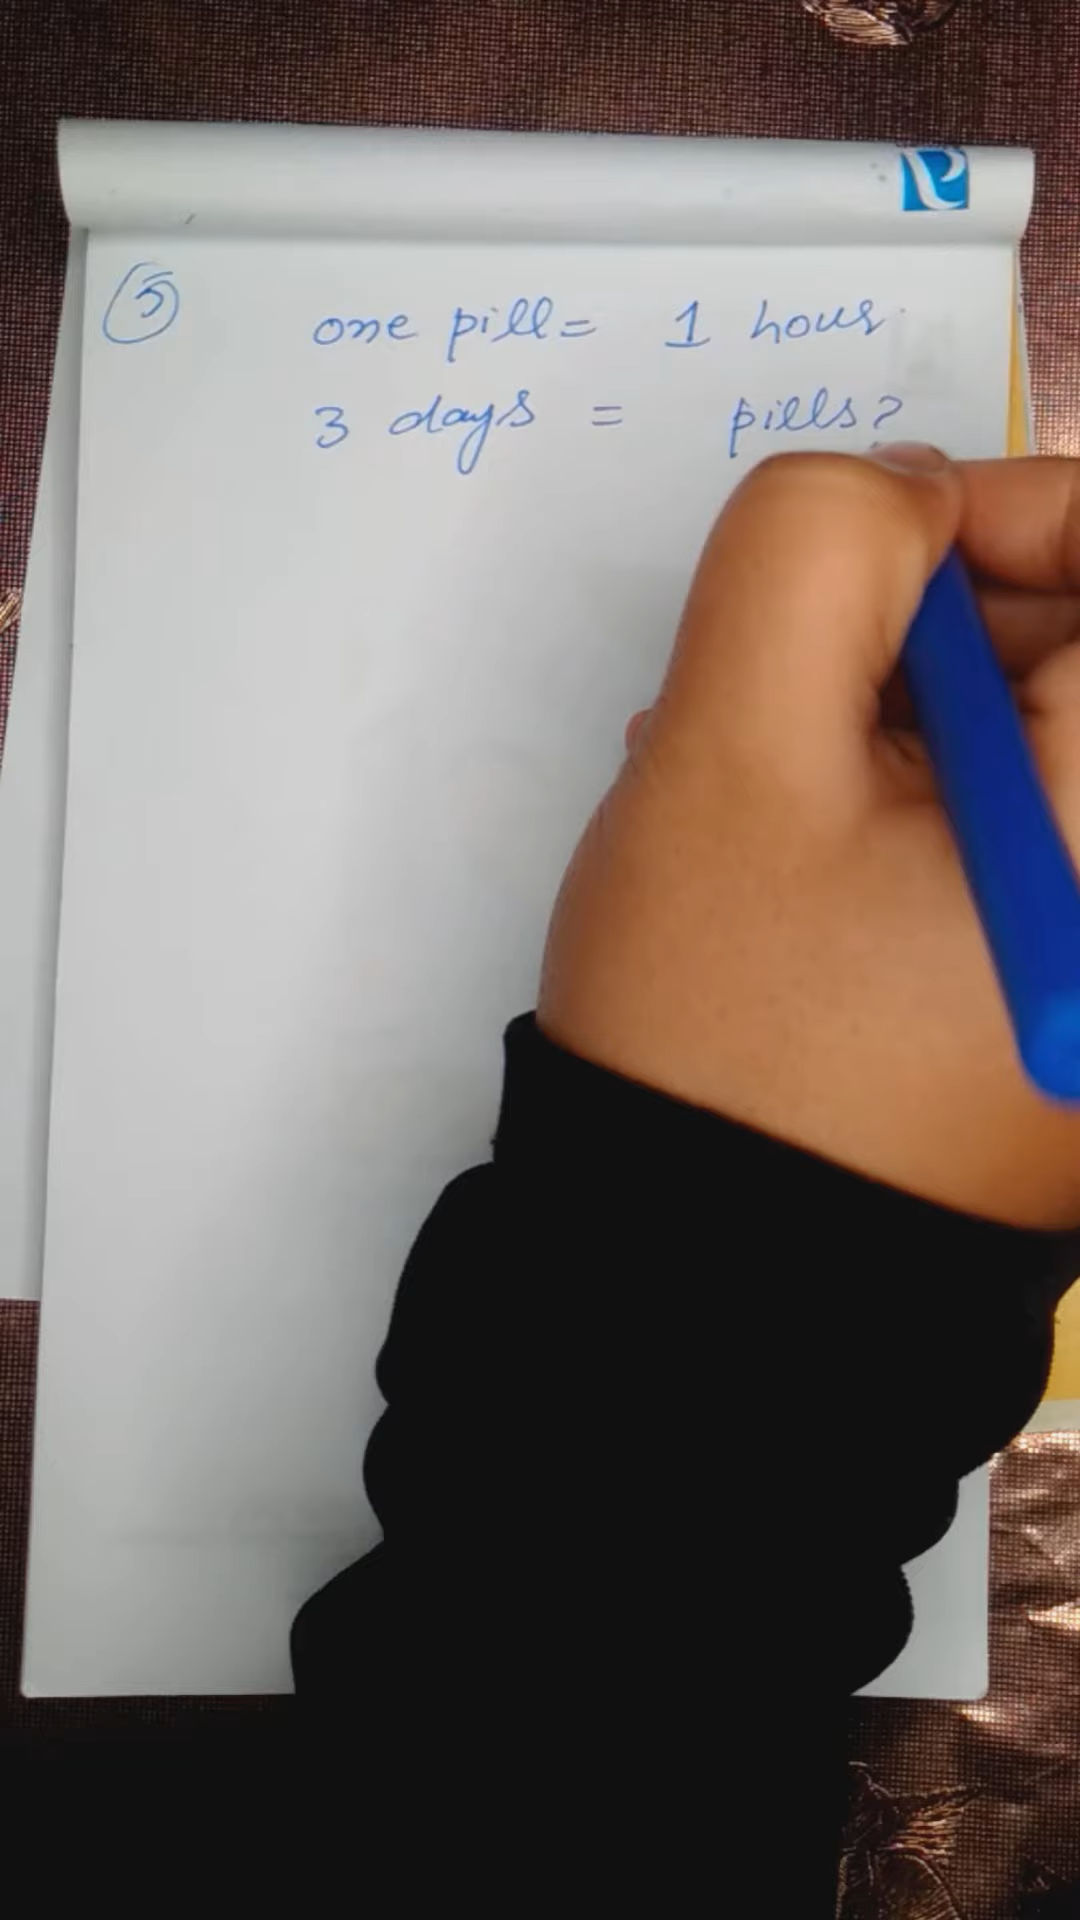 5 one pill = 1 hour.
3 days = pills?